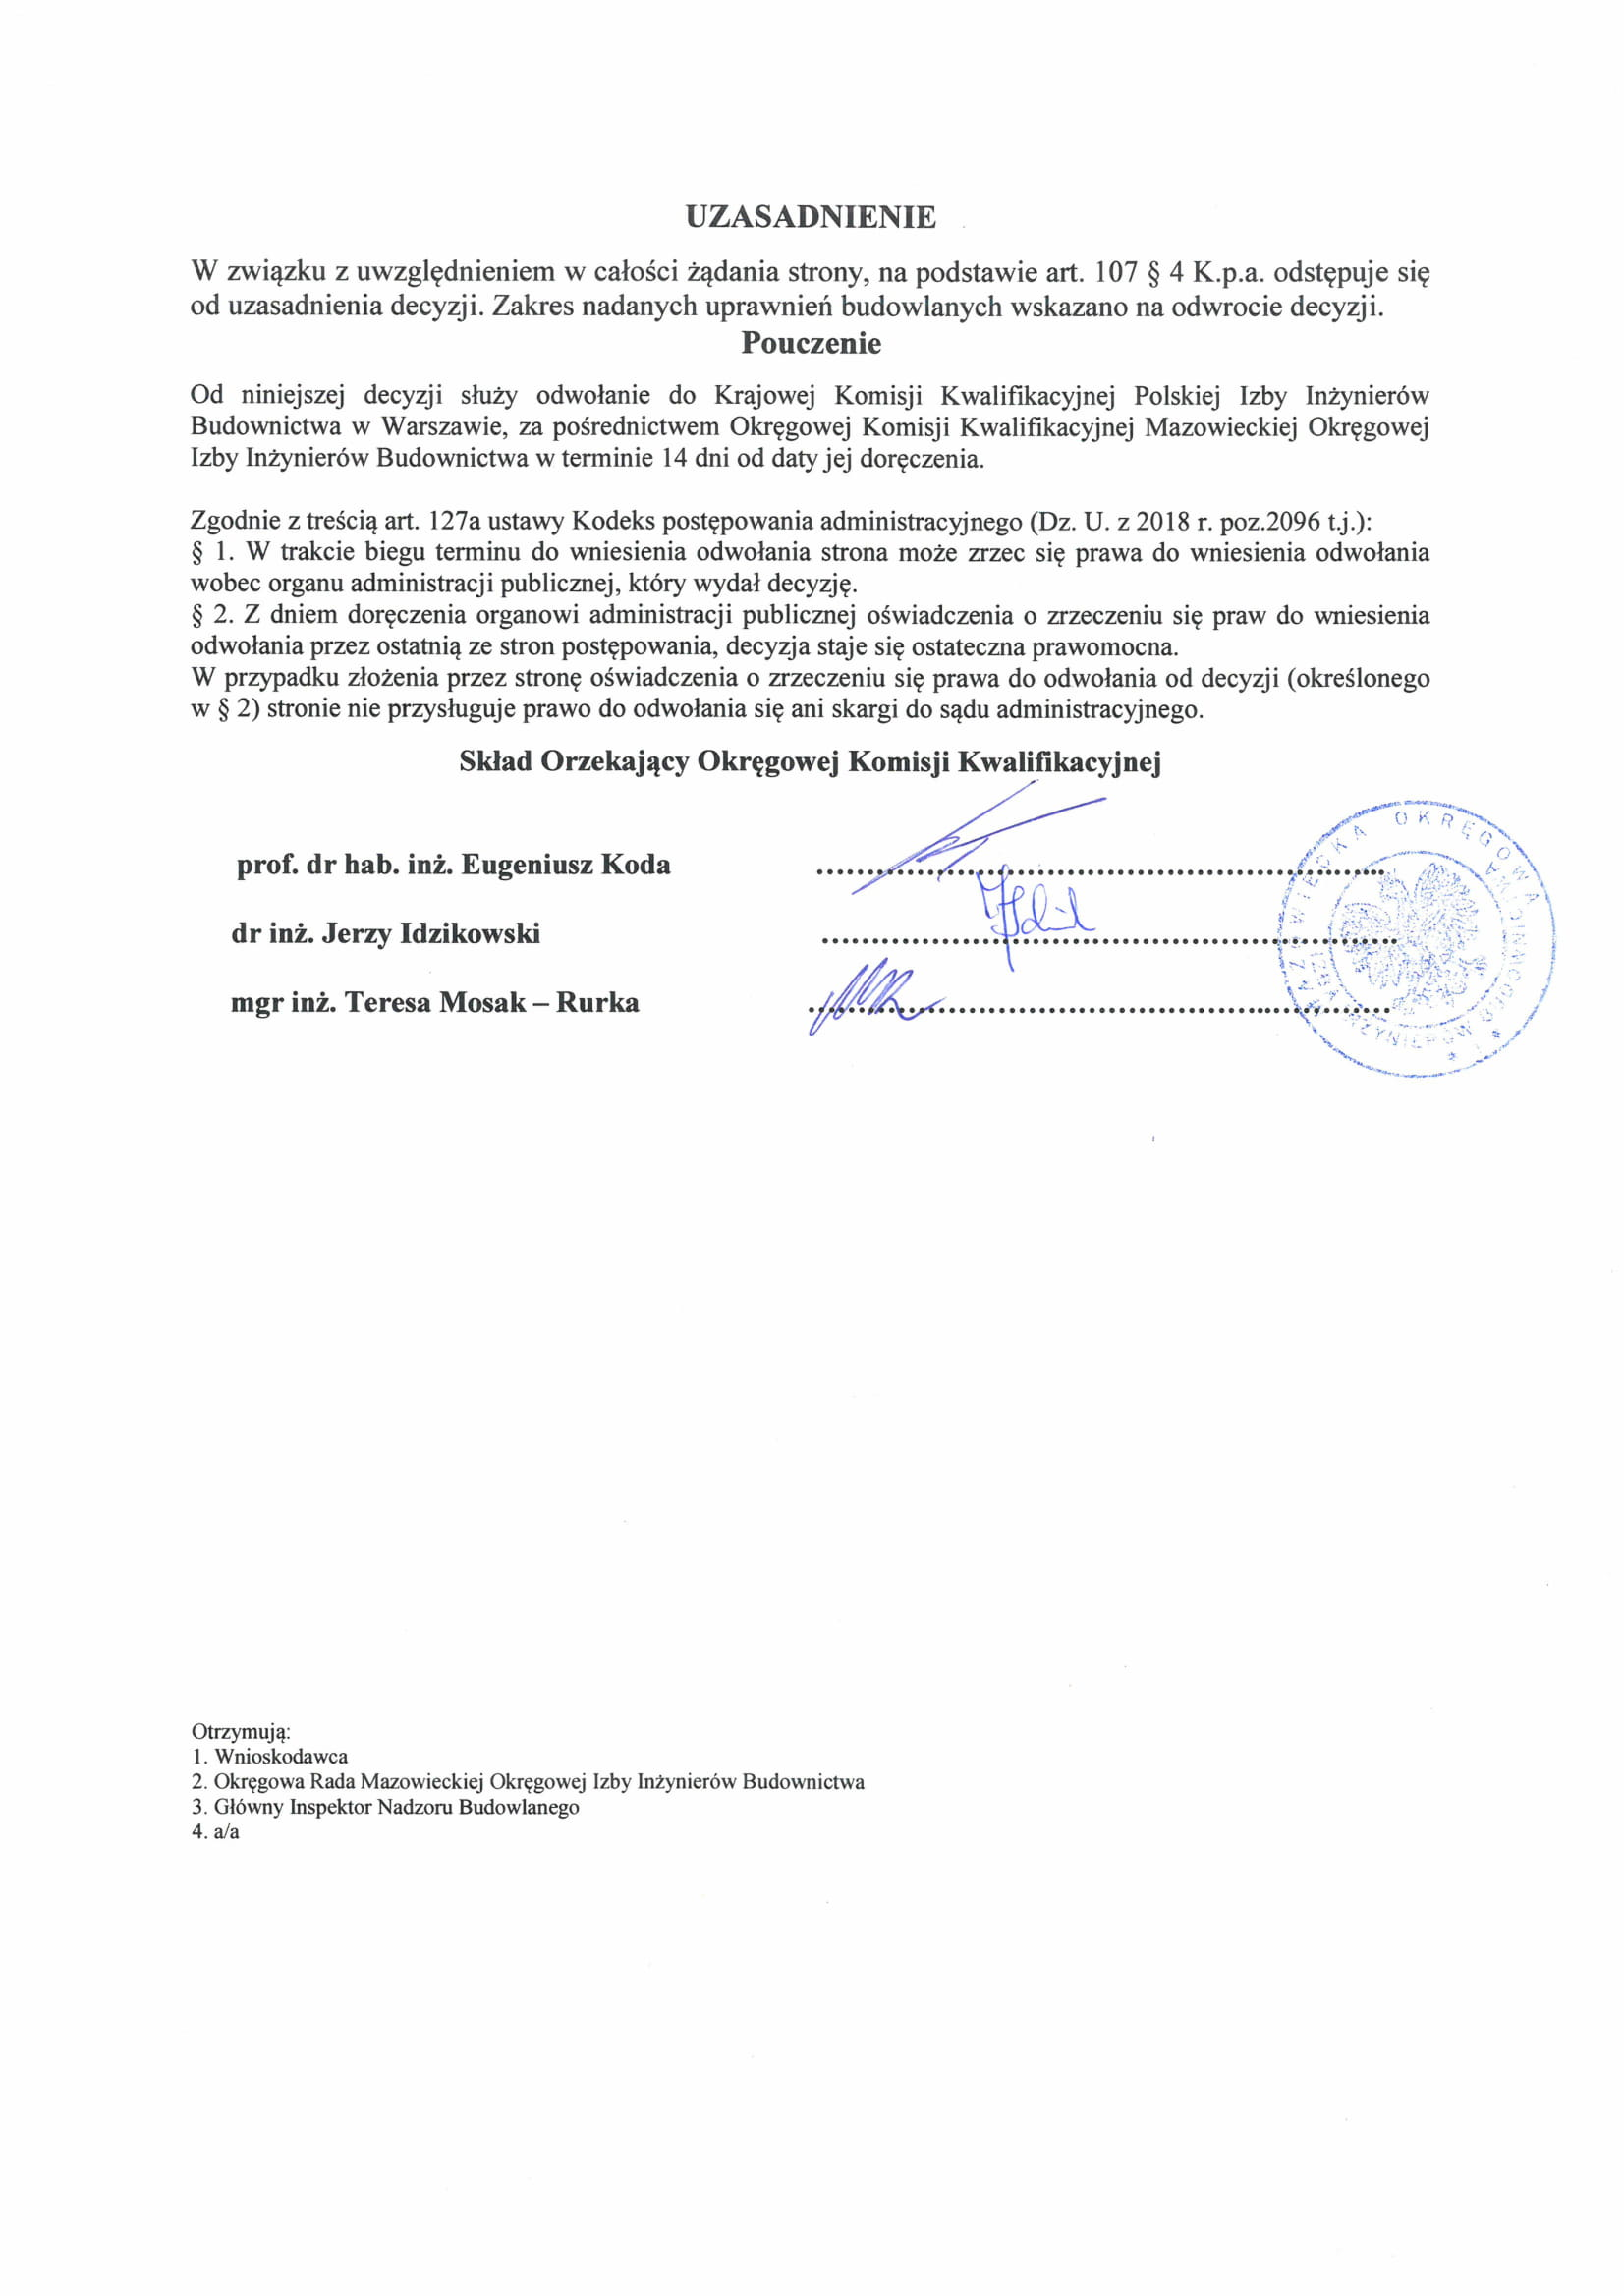 UZASADNIENIE
W związku z uwzględnieniem w całości żądania strony, na podstawie art. 107 § 4 K.p.a. odstępuje się
od uzasadnienia decyzji. Zakres nadanych uprawnień budowlanych wskazano na odwrocie decyzji.
Pouczenie
Od niniejszej decyzji służy odwołanie do Krajowej Komisji Kwalifikacyjnej Polskiej Izby Inżynierów
Budownictwa w Warszawie, za pośrednictwem Okręgowej Komisji Kwalifikacyjnej Mazowieckiej Okręgowej
Izby Inżynierów Budownictwa w terminie 14 dni od daty jej doręczenia.
Zgodnie z treścią art. 127a ustawy Kodeks postępowania administracyjnego (Dz. U. z 2018 r. poz.2096 t.j.):
§ 1. W trakcie biegu terminu do wniesienia odwołania strona może zrzec się prawa do wniesienia odwołania
wobec organu administracji publicznej, który wydał decyzję.
§ 2. Z dniem doręczenia organowi administracji publicznej oświadczenia o zrzeczeniu się praw do wniesienia
odwołania przez ostatnią ze stron postępowania, decyzja staje się ostateczna prawomocna.
W przypadku złożenia przez stronę oświadczenia o zrzeczeniu się prawa do odwołania od decyzji (określonego
w § 2) stronie nie przysługuje prawo do odwołania się ani skargi do sądu administracyjnego.
Skład Orzekający Okręgowej Komisji Kwalifikacyjnej
prof. dr hab. inż. Eugeniusz Koda
dr inż. Jerzy Idzikowski
mgr inż. Teresa Mosak – Rurka
MAZOWIECKA OKRĘGOWA
IZBA INŻYNIERÓW BUDOWNICTWA
Otrzymują:
1. Wnioskodawca
2. Okręgowa Rada Mazowieckiej Okręgowej Izby Inżynierów Budownictwa
3. Główny Inspektor Nadzoru Budowlanego
4. a/a